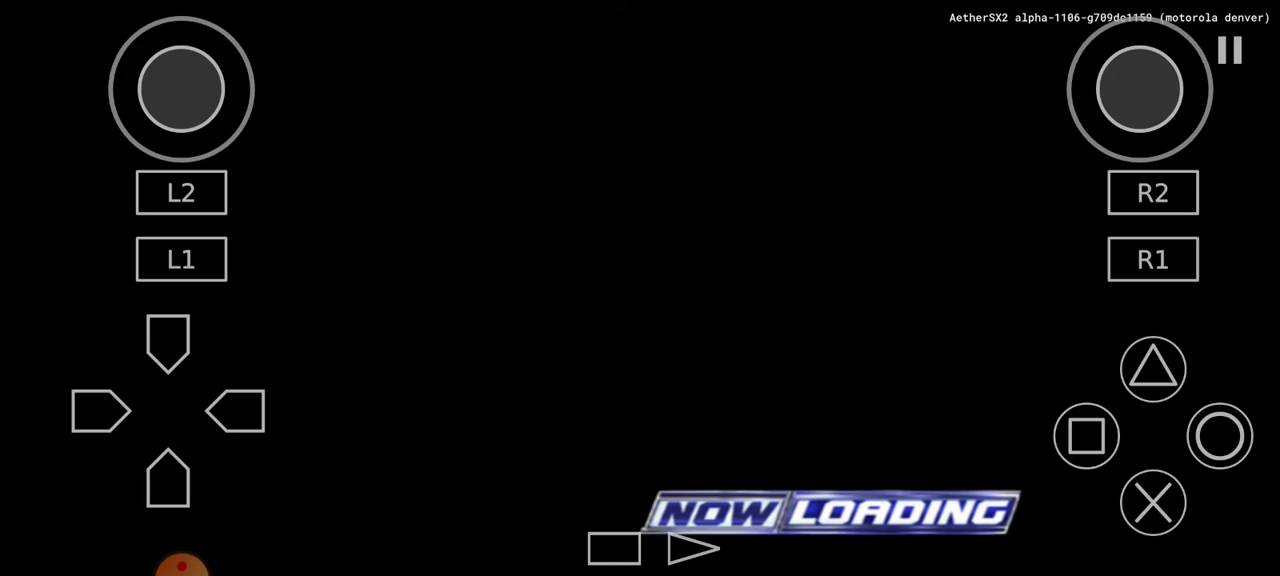 AetherSX2 alpha-1106-g709dc1159 (motorola denver)
L2
R2
L1
R1
NOW LOADING